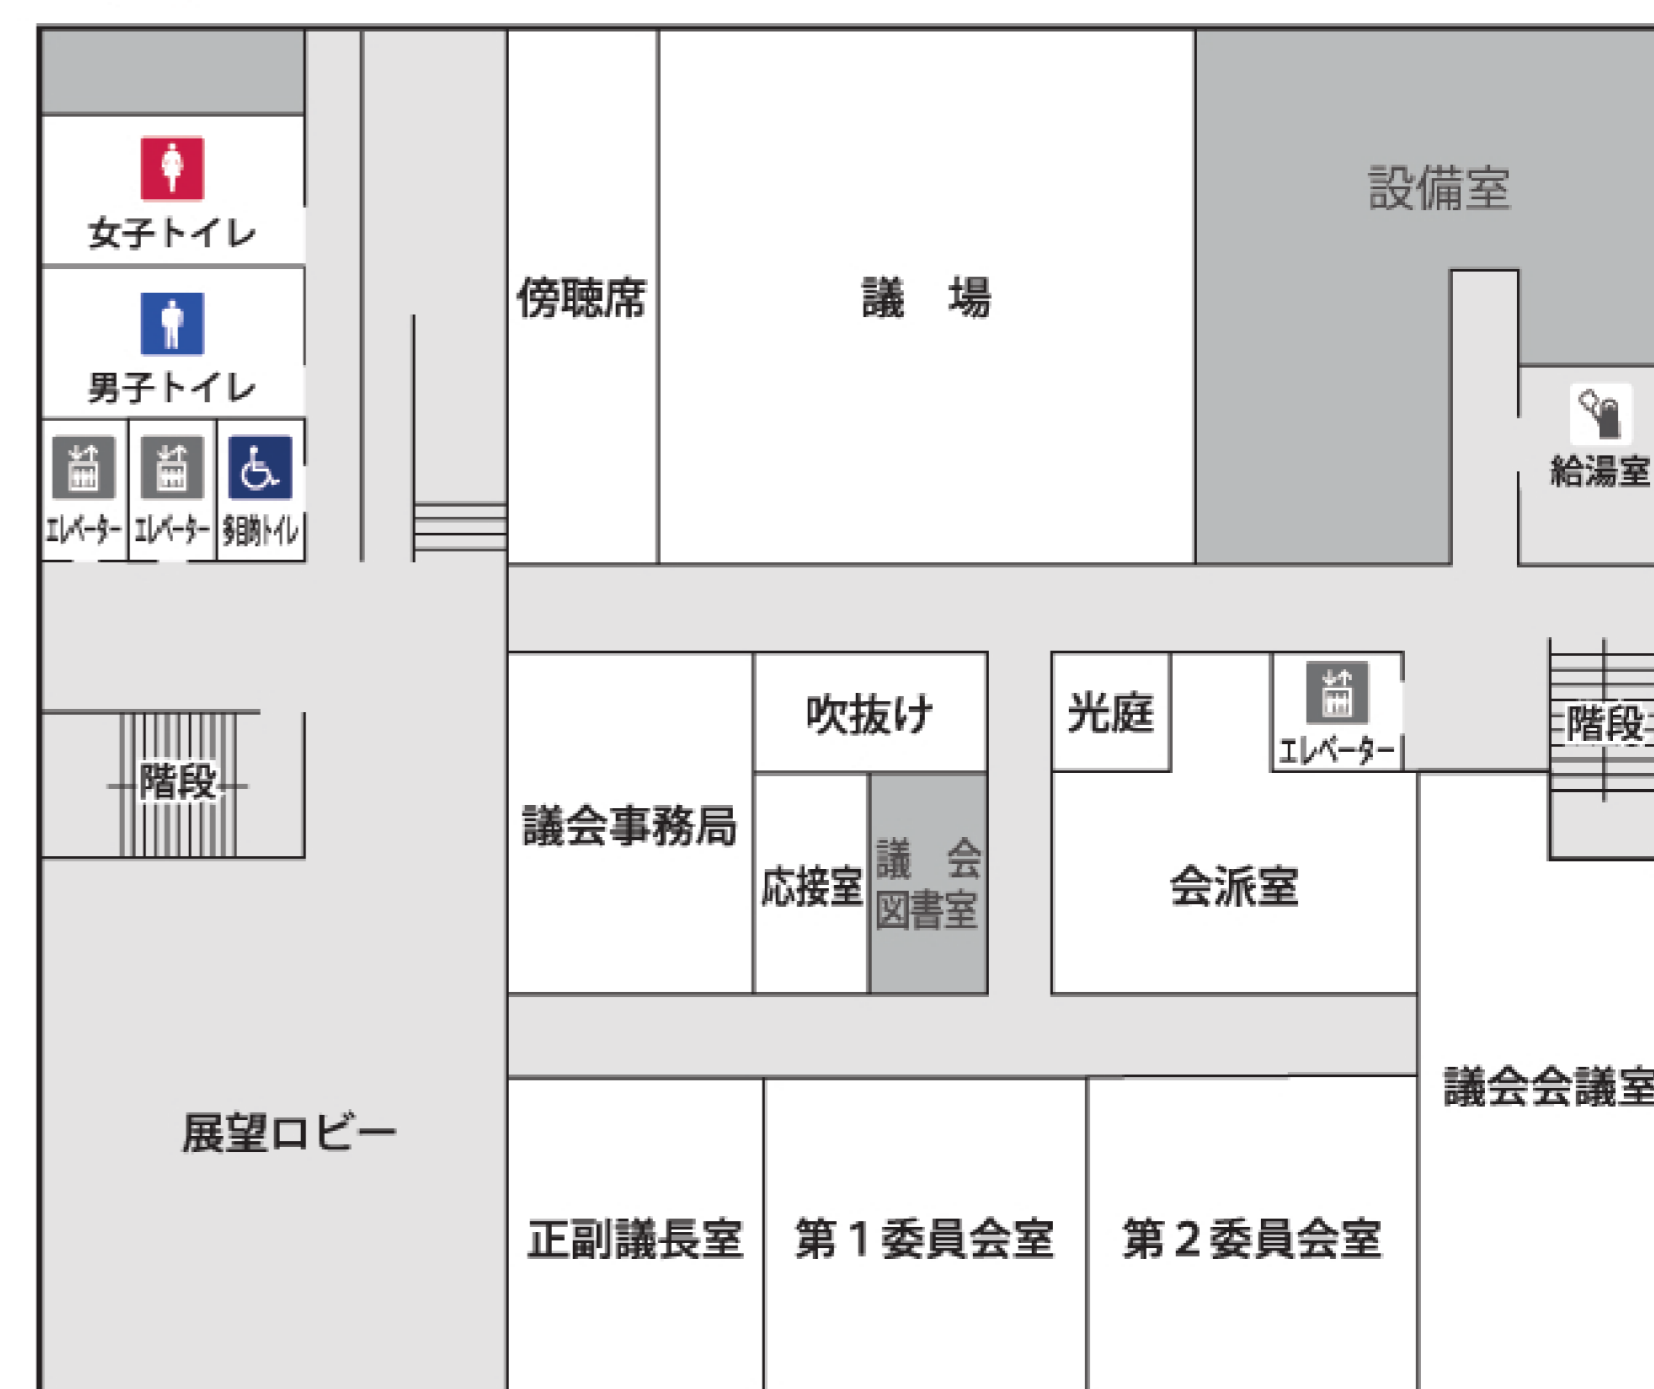 設備室
女子トイレ
傍聴席
議　場
男子トイレ
給湯室
エレベーター
エレベーター
多目的トイレ
吹抜け
光庭
エレベーター
階段
階段
議会事務局
応接室
議　会
図書室
会派室
議会会議室
展望ロビー
正副議長室
第１委員会室
第２委員会室